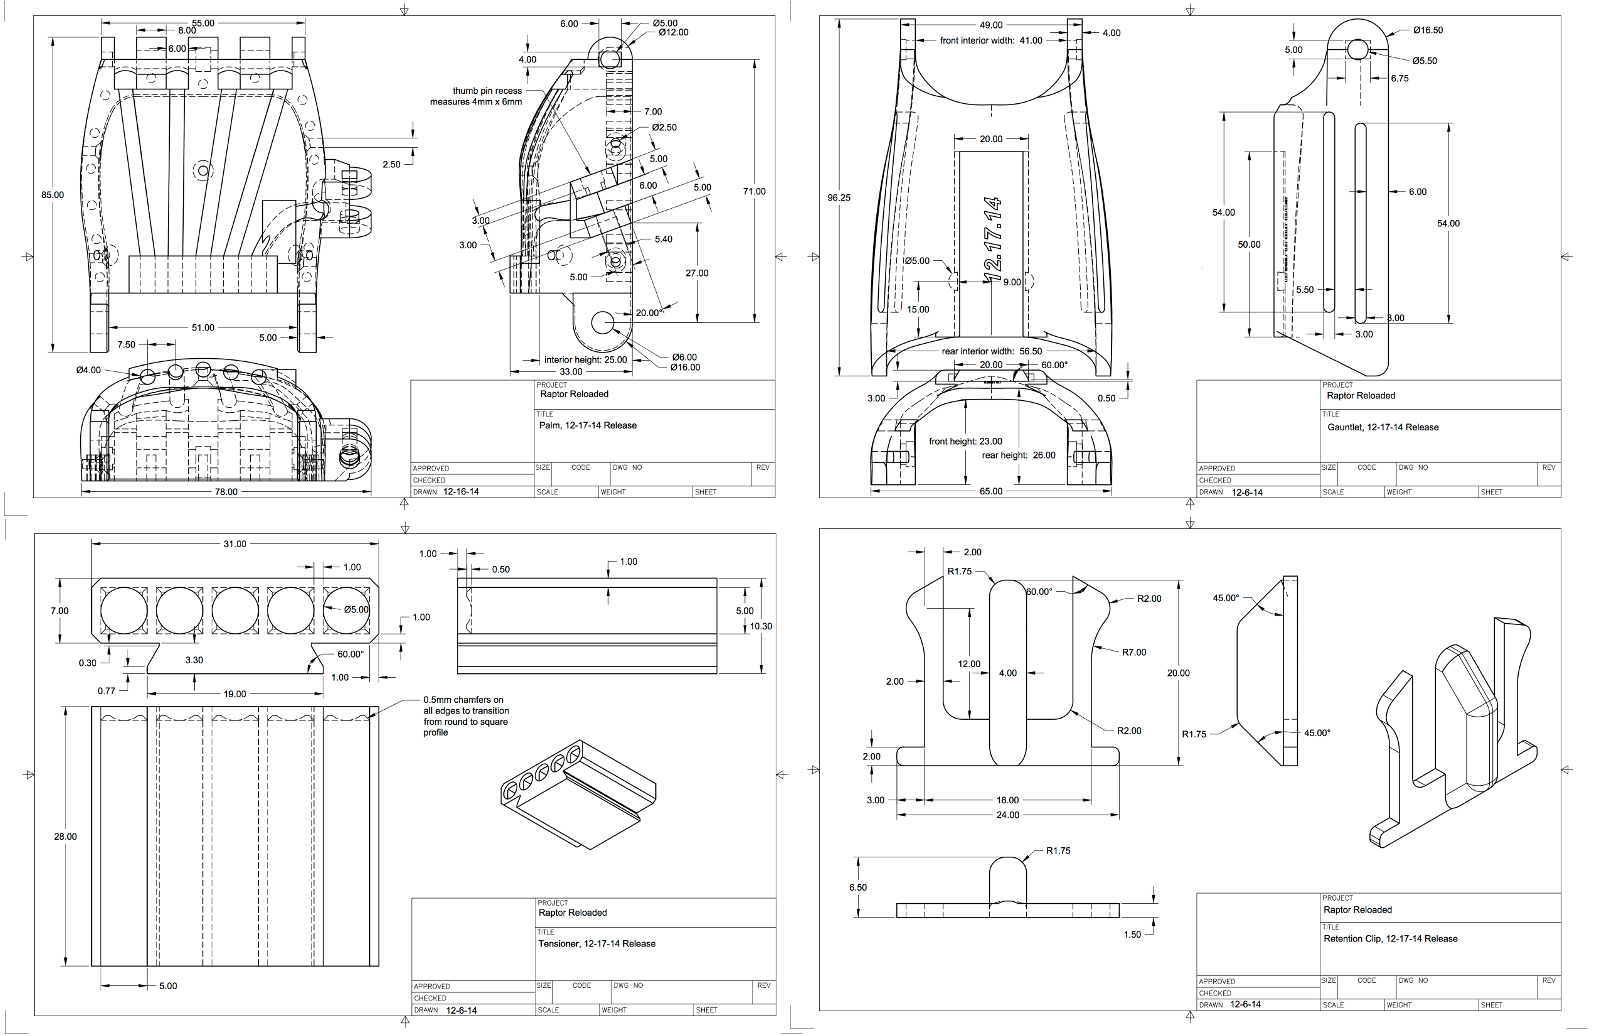 55.00
8.00
6.00
85.00
2.50
51.00
7.50
5.00
Ø4.00
78.00
6.00
Ø5.00
Ø12.00
4.00
thumb pin recess
measures 4mm x 6mm
7.00
Ø2.50
5.00
6.00
5.00
71.00
3.00
3.00
5.40
5.00
27.00
20.00°
interior height: 25.00
33.00
Ø6.00
Ø16.00
PROJECT
Raptor Reloaded
TITLE
Palm, 12-17-14 Release
APPROVED
CHECKED
DRAWN 12-16-14
SIZE CODE DWG NO REV
SCALE WEIGHT SHEET
49.00
4.00
front interior width: 41.00
20.00
96.25
12.17.14
Ø5.00
9.00
15.00
rear interior width: 56.50
20.00
60.00°
3.00
0.50
front height: 23.00
rear height: 26.00
65.00
Ø16.50
5.00
Ø5.50
6.75
6.00
54.00
54.00
50.00
5.50
3.00
3.00
PROJECT
Raptor Reloaded
TITLE
Gauntlet, 12-17-14 Release
APPROVED
CHECKED
DRAWN 12-6-14
SIZE CODE DWG NO REV
SCALE WEIGHT SHEET
31.00
1.00
7.00
Ø5.00
1.00
0.30
3.30
60.00°
1.00
0.77
19.00
1.00
0.50
1.00
5.00
10.30
0.5mm chamfers on
all edges to transition
from round to square
profile
28.00
5.00
PROJECT
Raptor Reloaded
TITLE
Tensioner, 12-17-14 Release
APPROVED
CHECKED
DRAWN 12-6-14
SIZE CODE DWG NO REV
SCALE WEIGHT SHEET
2.00
R1.75
60.00°
R2.00
12.00
R7.00
4.00
20.00
2.00
R2.00
2.00
3.00
18.00
24.00
45.00°
R1.75
45.00°
R1.75
6.50
1.50
PROJECT
Raptor Reloaded
TITLE
Retention Clip, 12-17-14 Release
APPROVED
CHECKED
DRAWN 12-6-14
SIZE CODE DWG NO REV
SCALE WEIGHT SHEET